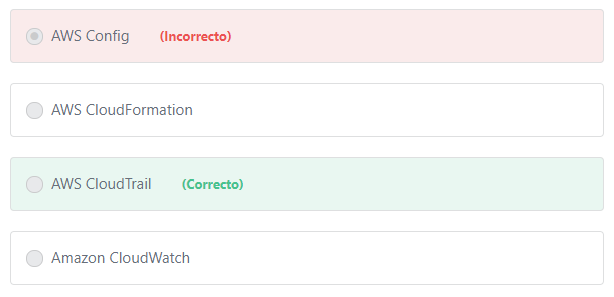 AWS Config (Incorrecto)
AWS CloudFormation
AWS CloudTrail (Correcto)
Amazon CloudWatch